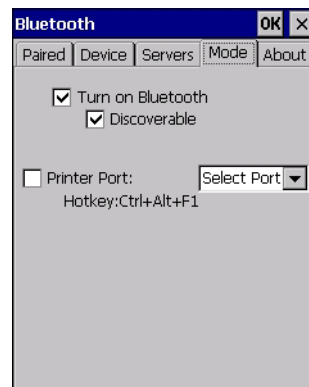 Bluetooth OK ×
Paired Device Servers Mode About
Turn on Bluetooth
Discoverable
Printer Port: Select Port
Hotkey:Ctrl+Alt+F1